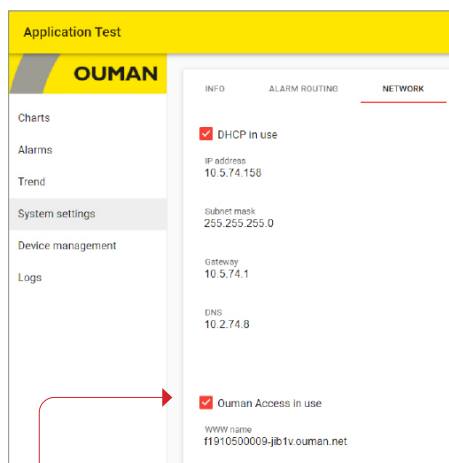 Application Test
OUMAN
INFO ALARM ROUTING NETWORK
Charts
Alarms
Trend
System settings
Device management
Logs
DHCP in use
IP address
10.5.74.158
Subnet mask
255.255.255.0
Gateway
10.5.74.1
DNS
10.2.74.8
Ouman Access in use
WWW name
f1910500009-jib1v.ouman.net